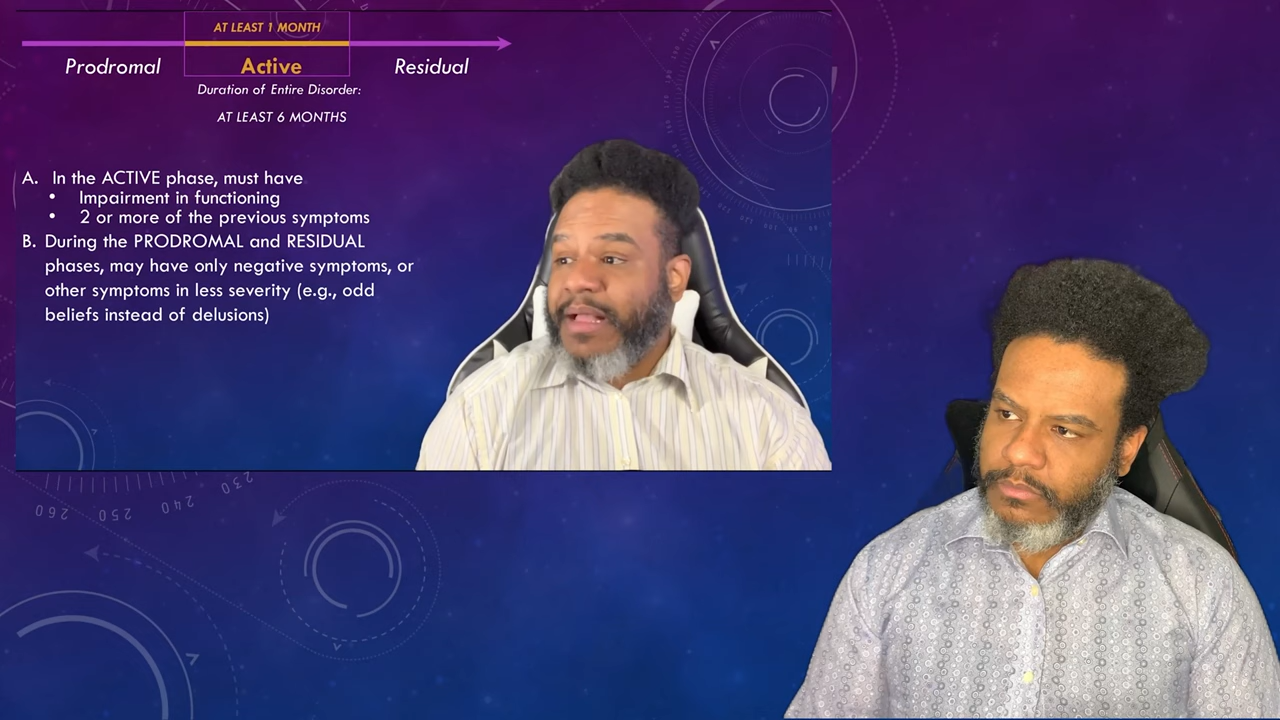 AT LEAST 1 MONTH
Prodromal Active Residual
Duration of Entire Disorder:
AT LEAST 6 MONTHS
A. In the ACTIVE phase, must have
• Impairment in functioning
• 2 or more of the previous symptoms
B. During the PRODROMAL and RESIDUAL
phases, may have only negative symptoms, or
other symptoms in less severity (e.g., odd
beliefs instead of delusions)
260 250 240 230